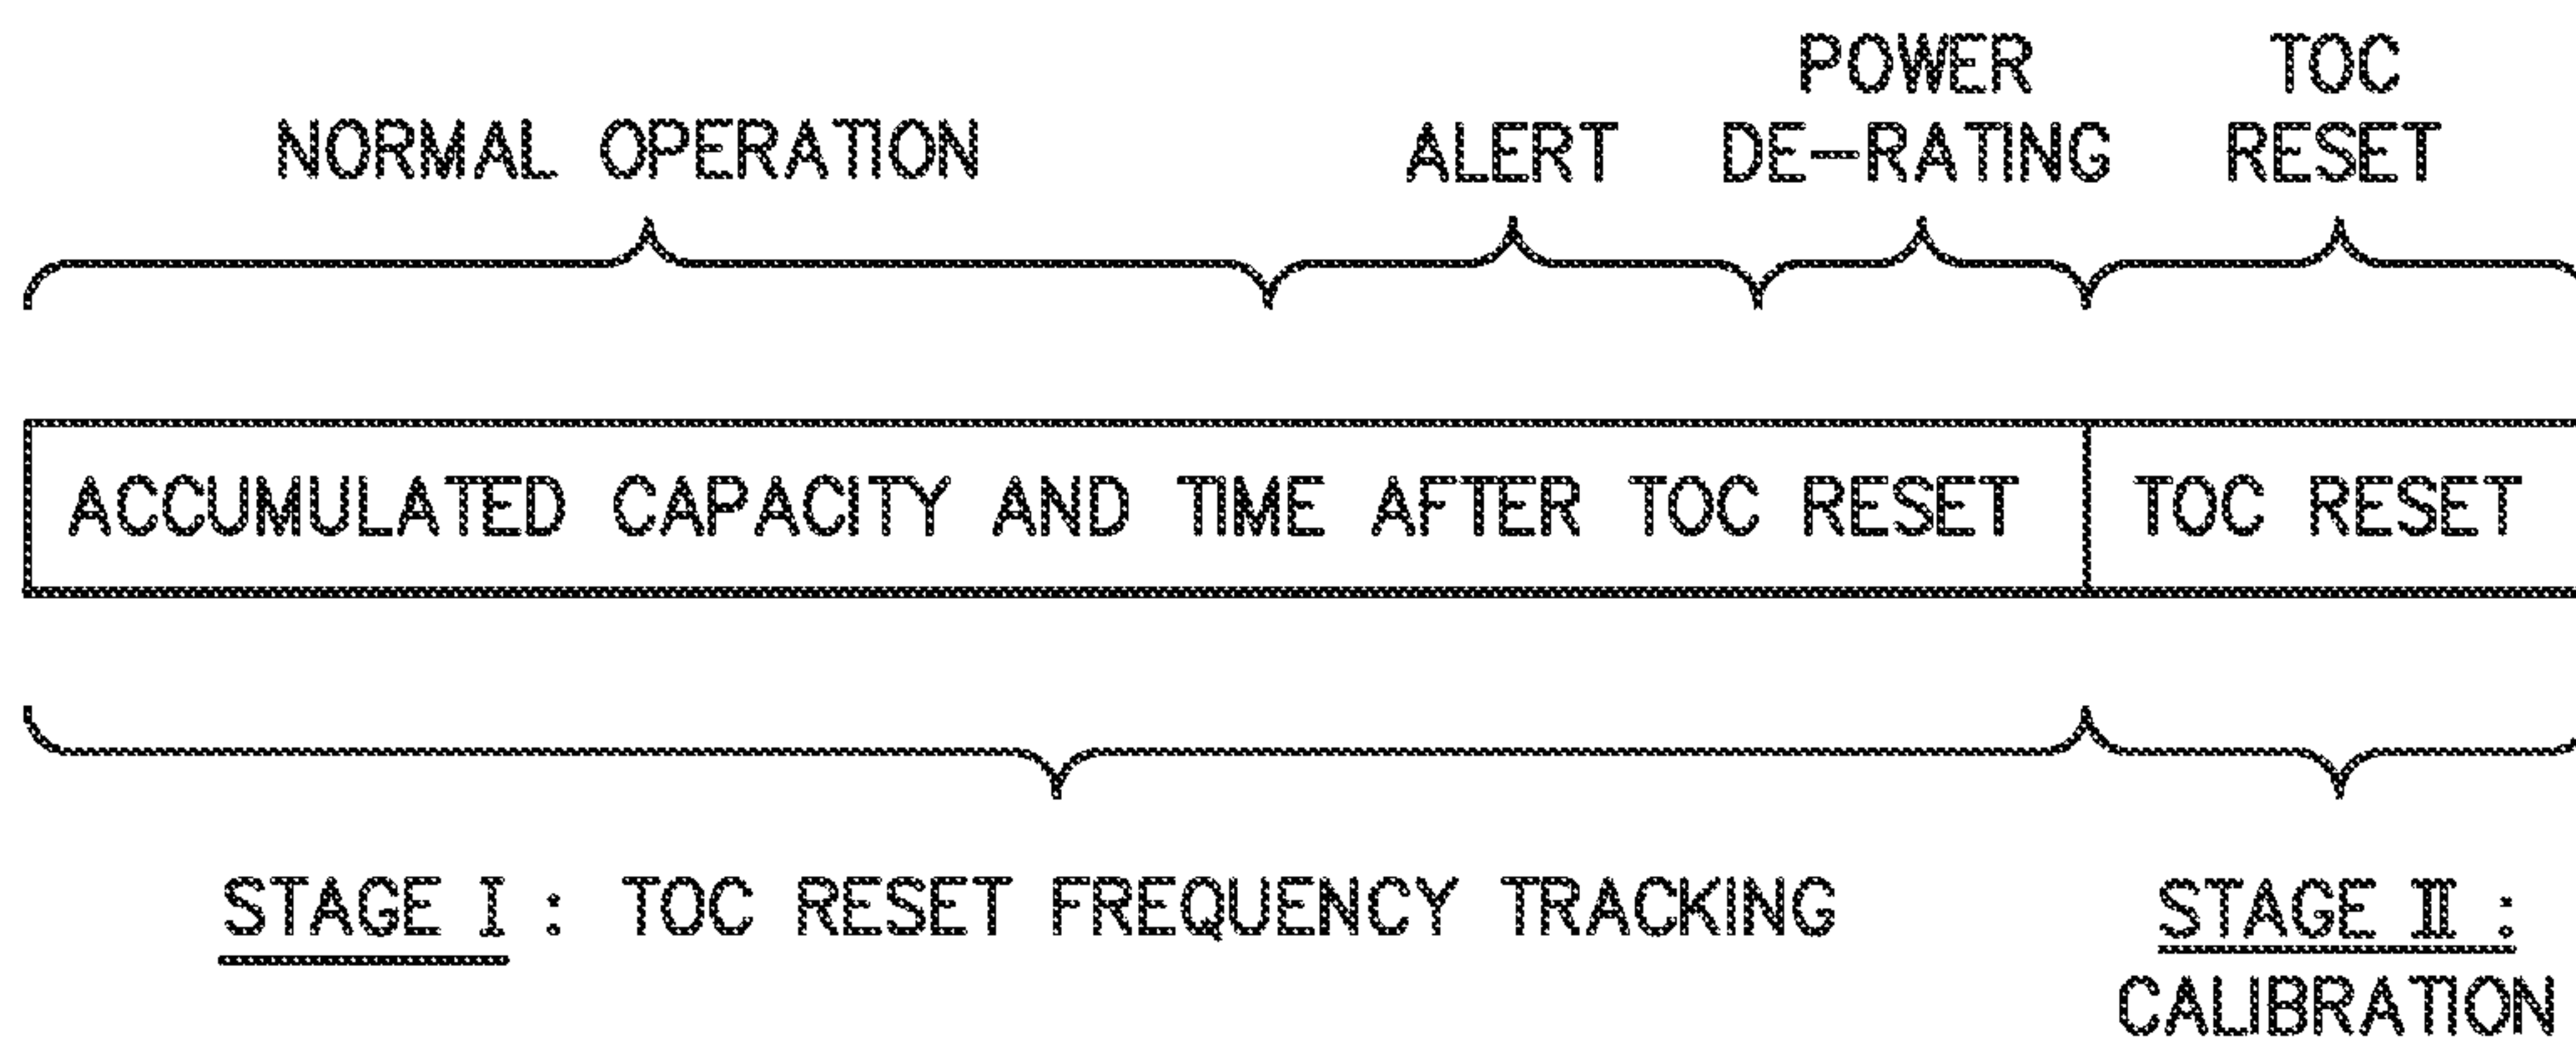 POWER TOC
NORMAL OPERATION ALERT DE-RATING RESET
ACCUMULATED CAPACITY AND TIME AFTER TOC RESET TOC RESET
STAGE I : TOC RESET FREQUENCY TRACKING STAGE II :
CALIBRATION